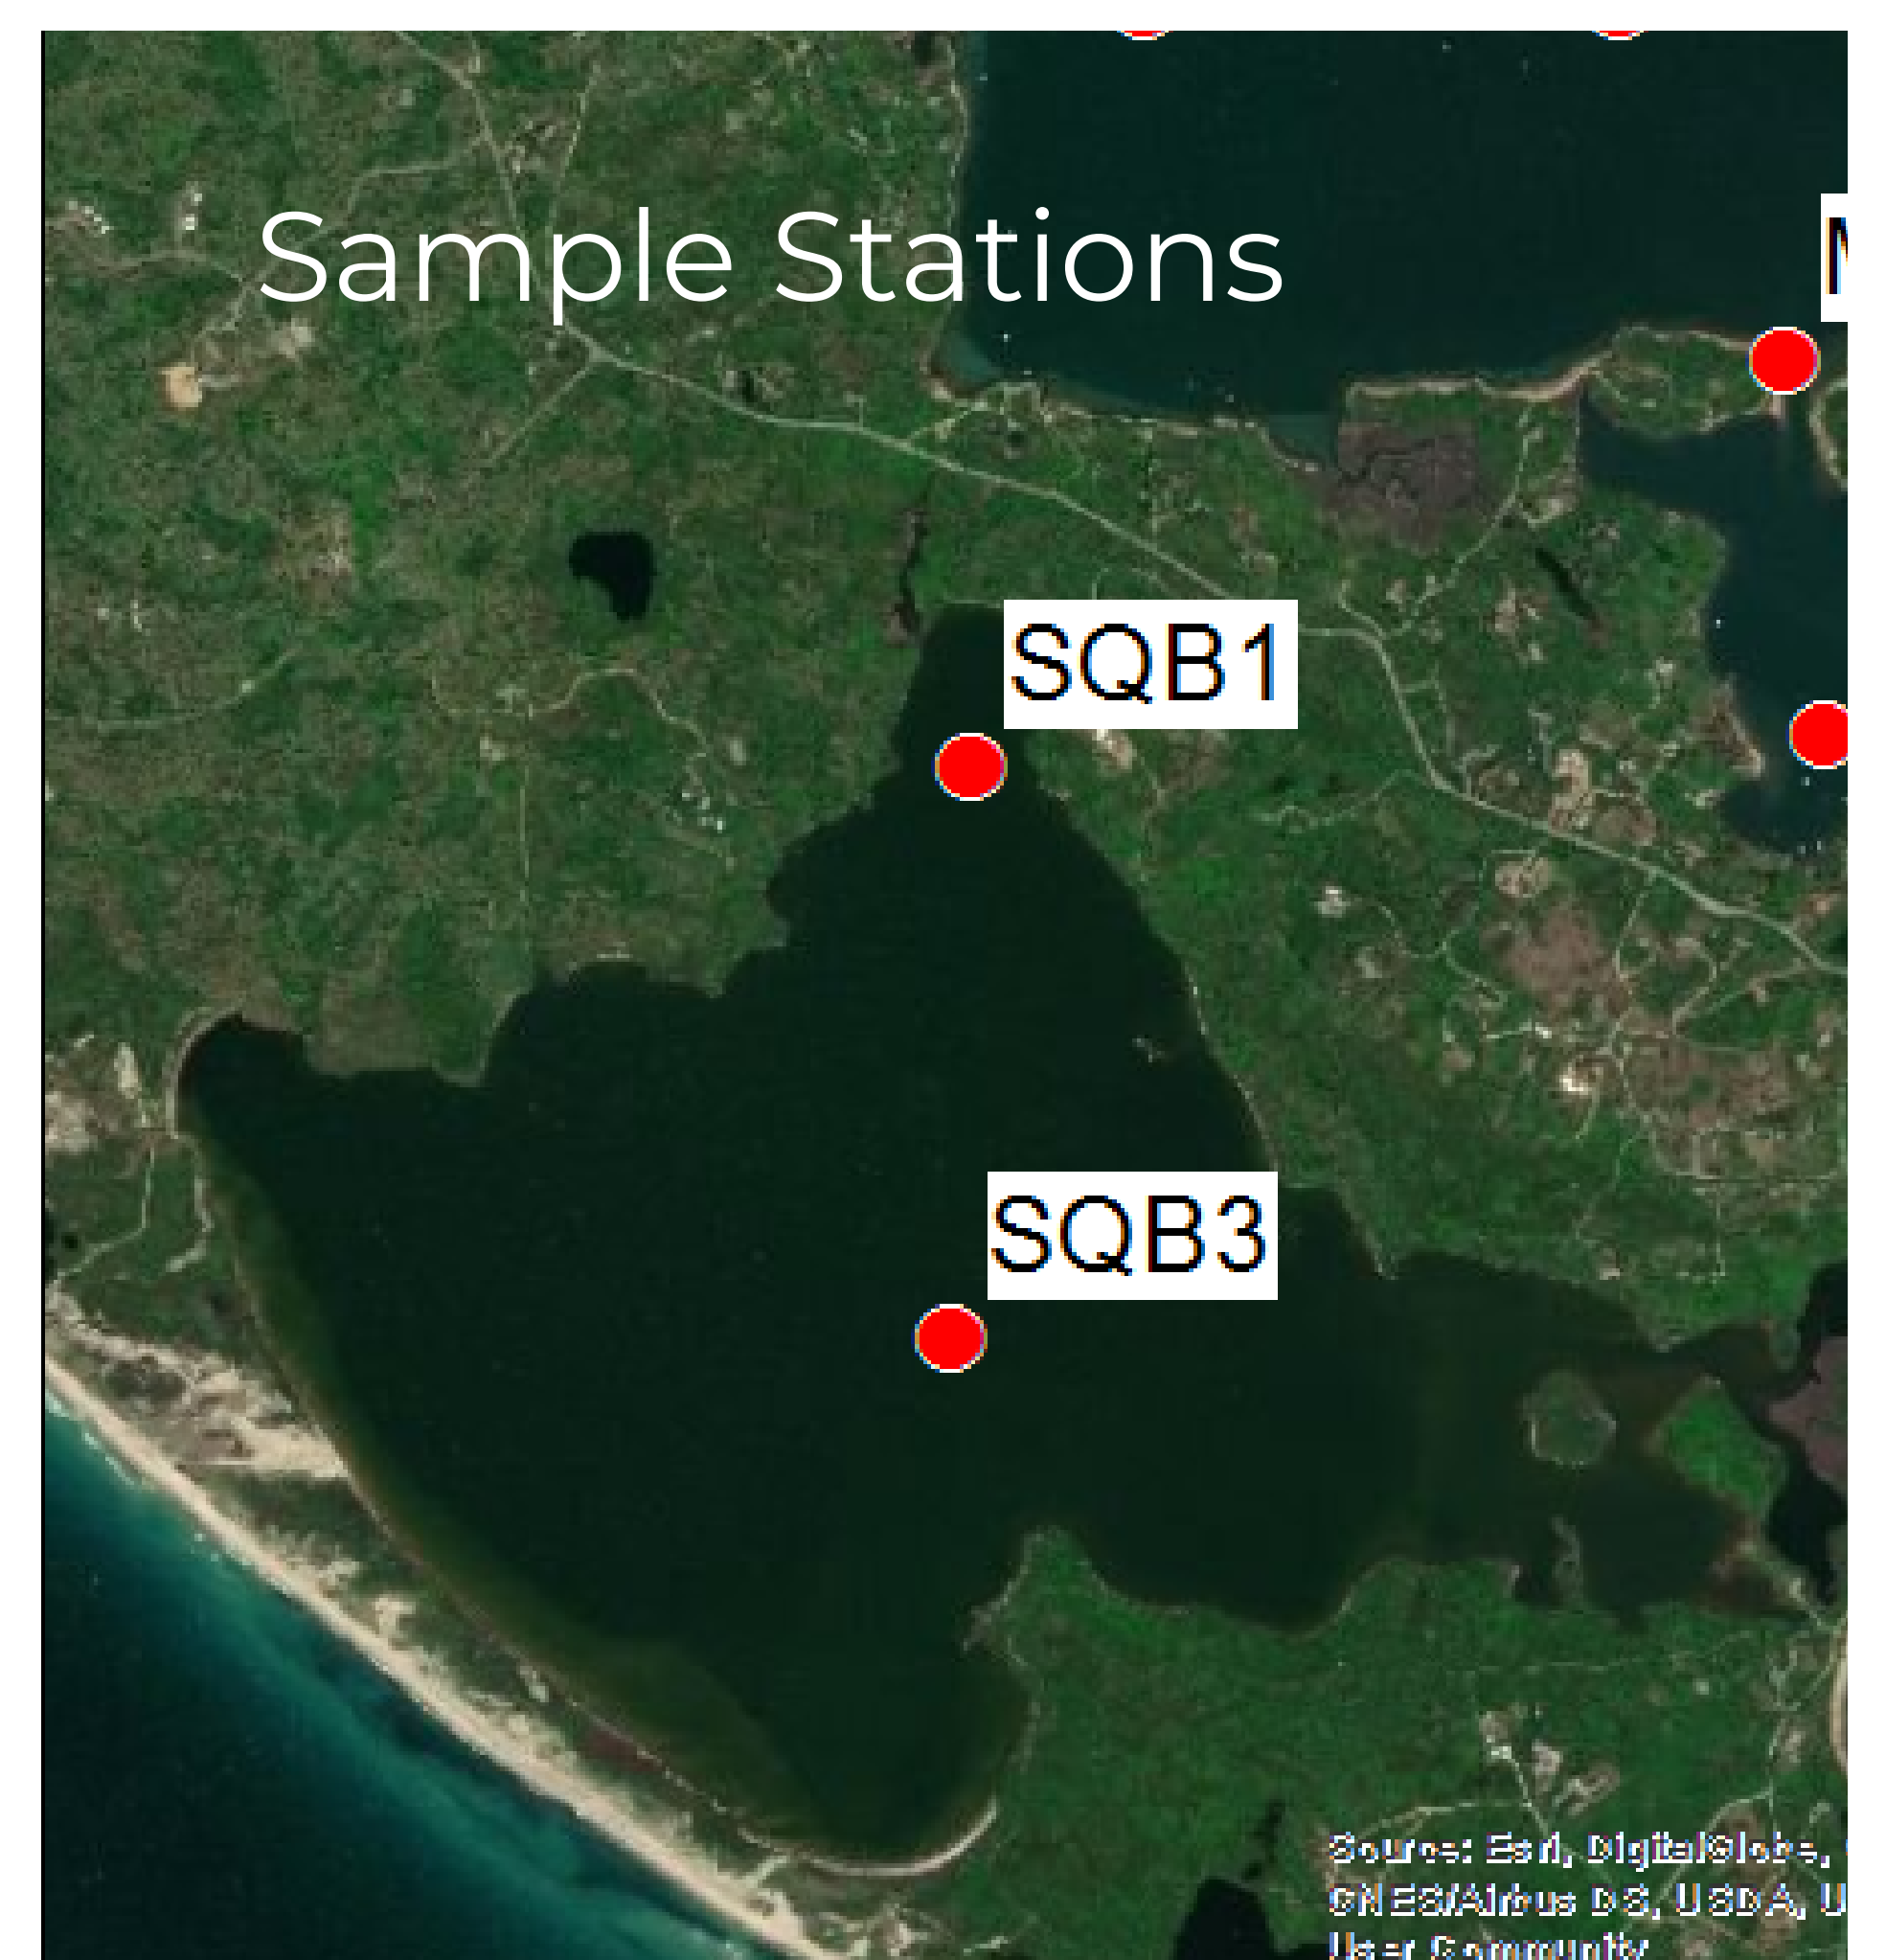 Sample Stations
SQB1
SQB3
Source: Esri, DigitalGlobe,
CNES/Airbus DS, USDA, U
User Community